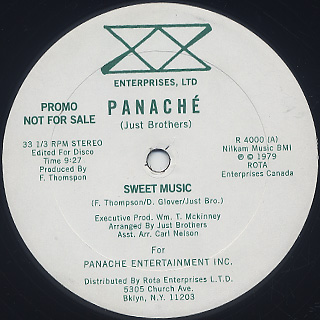 XX
ENTERPRISES, LTD
PROMO
NOT FOR SALE
PANACHÉ
(Just Brothers)
33 1/3 RPM STEREO
Edited For Disco
Time 9:27
Produced By
F. Thomspon
R 4000 (A)
Nilkam Music BMI
℗ © 1979
ROTA
Enterprises Canada
SWEET MUSIC
(F. Thompson/D. Glover/Just Bro.)
Executive Prod. Wm. T. Mckinney
Arranged By Just Brothers
Asst. Arr. Carl Nelson
For
PANACHE ENTERTAINMENT INC.
Distributed By Rota Enterprises L.T.D.
5305 Church Ave.
Bklyn, N.Y. 11203